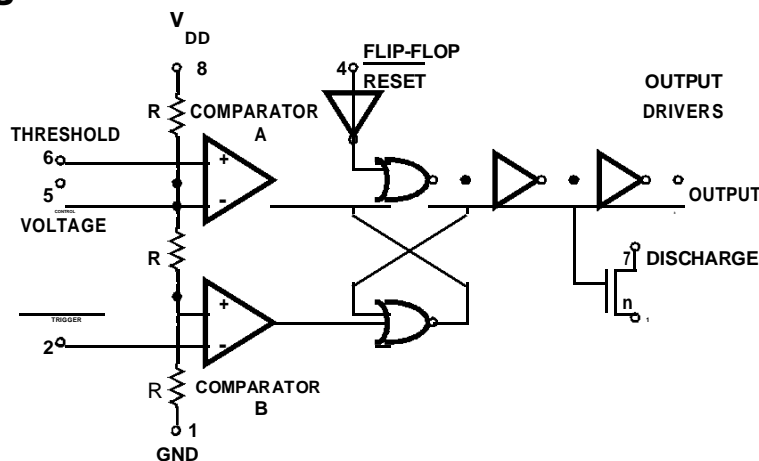 V
DD
8
4
FLIP-FLOP
RESET
OUTPUT
DRIVERS
R
COMPARATOR
A
THRESHOLD
6
+
5
-
CONTROL
VOLTAGE
OUTPUT
R
7
DISCHARGE
n
1
+
TRIGGER
2
-
R
COMPARATOR
B
1
GND